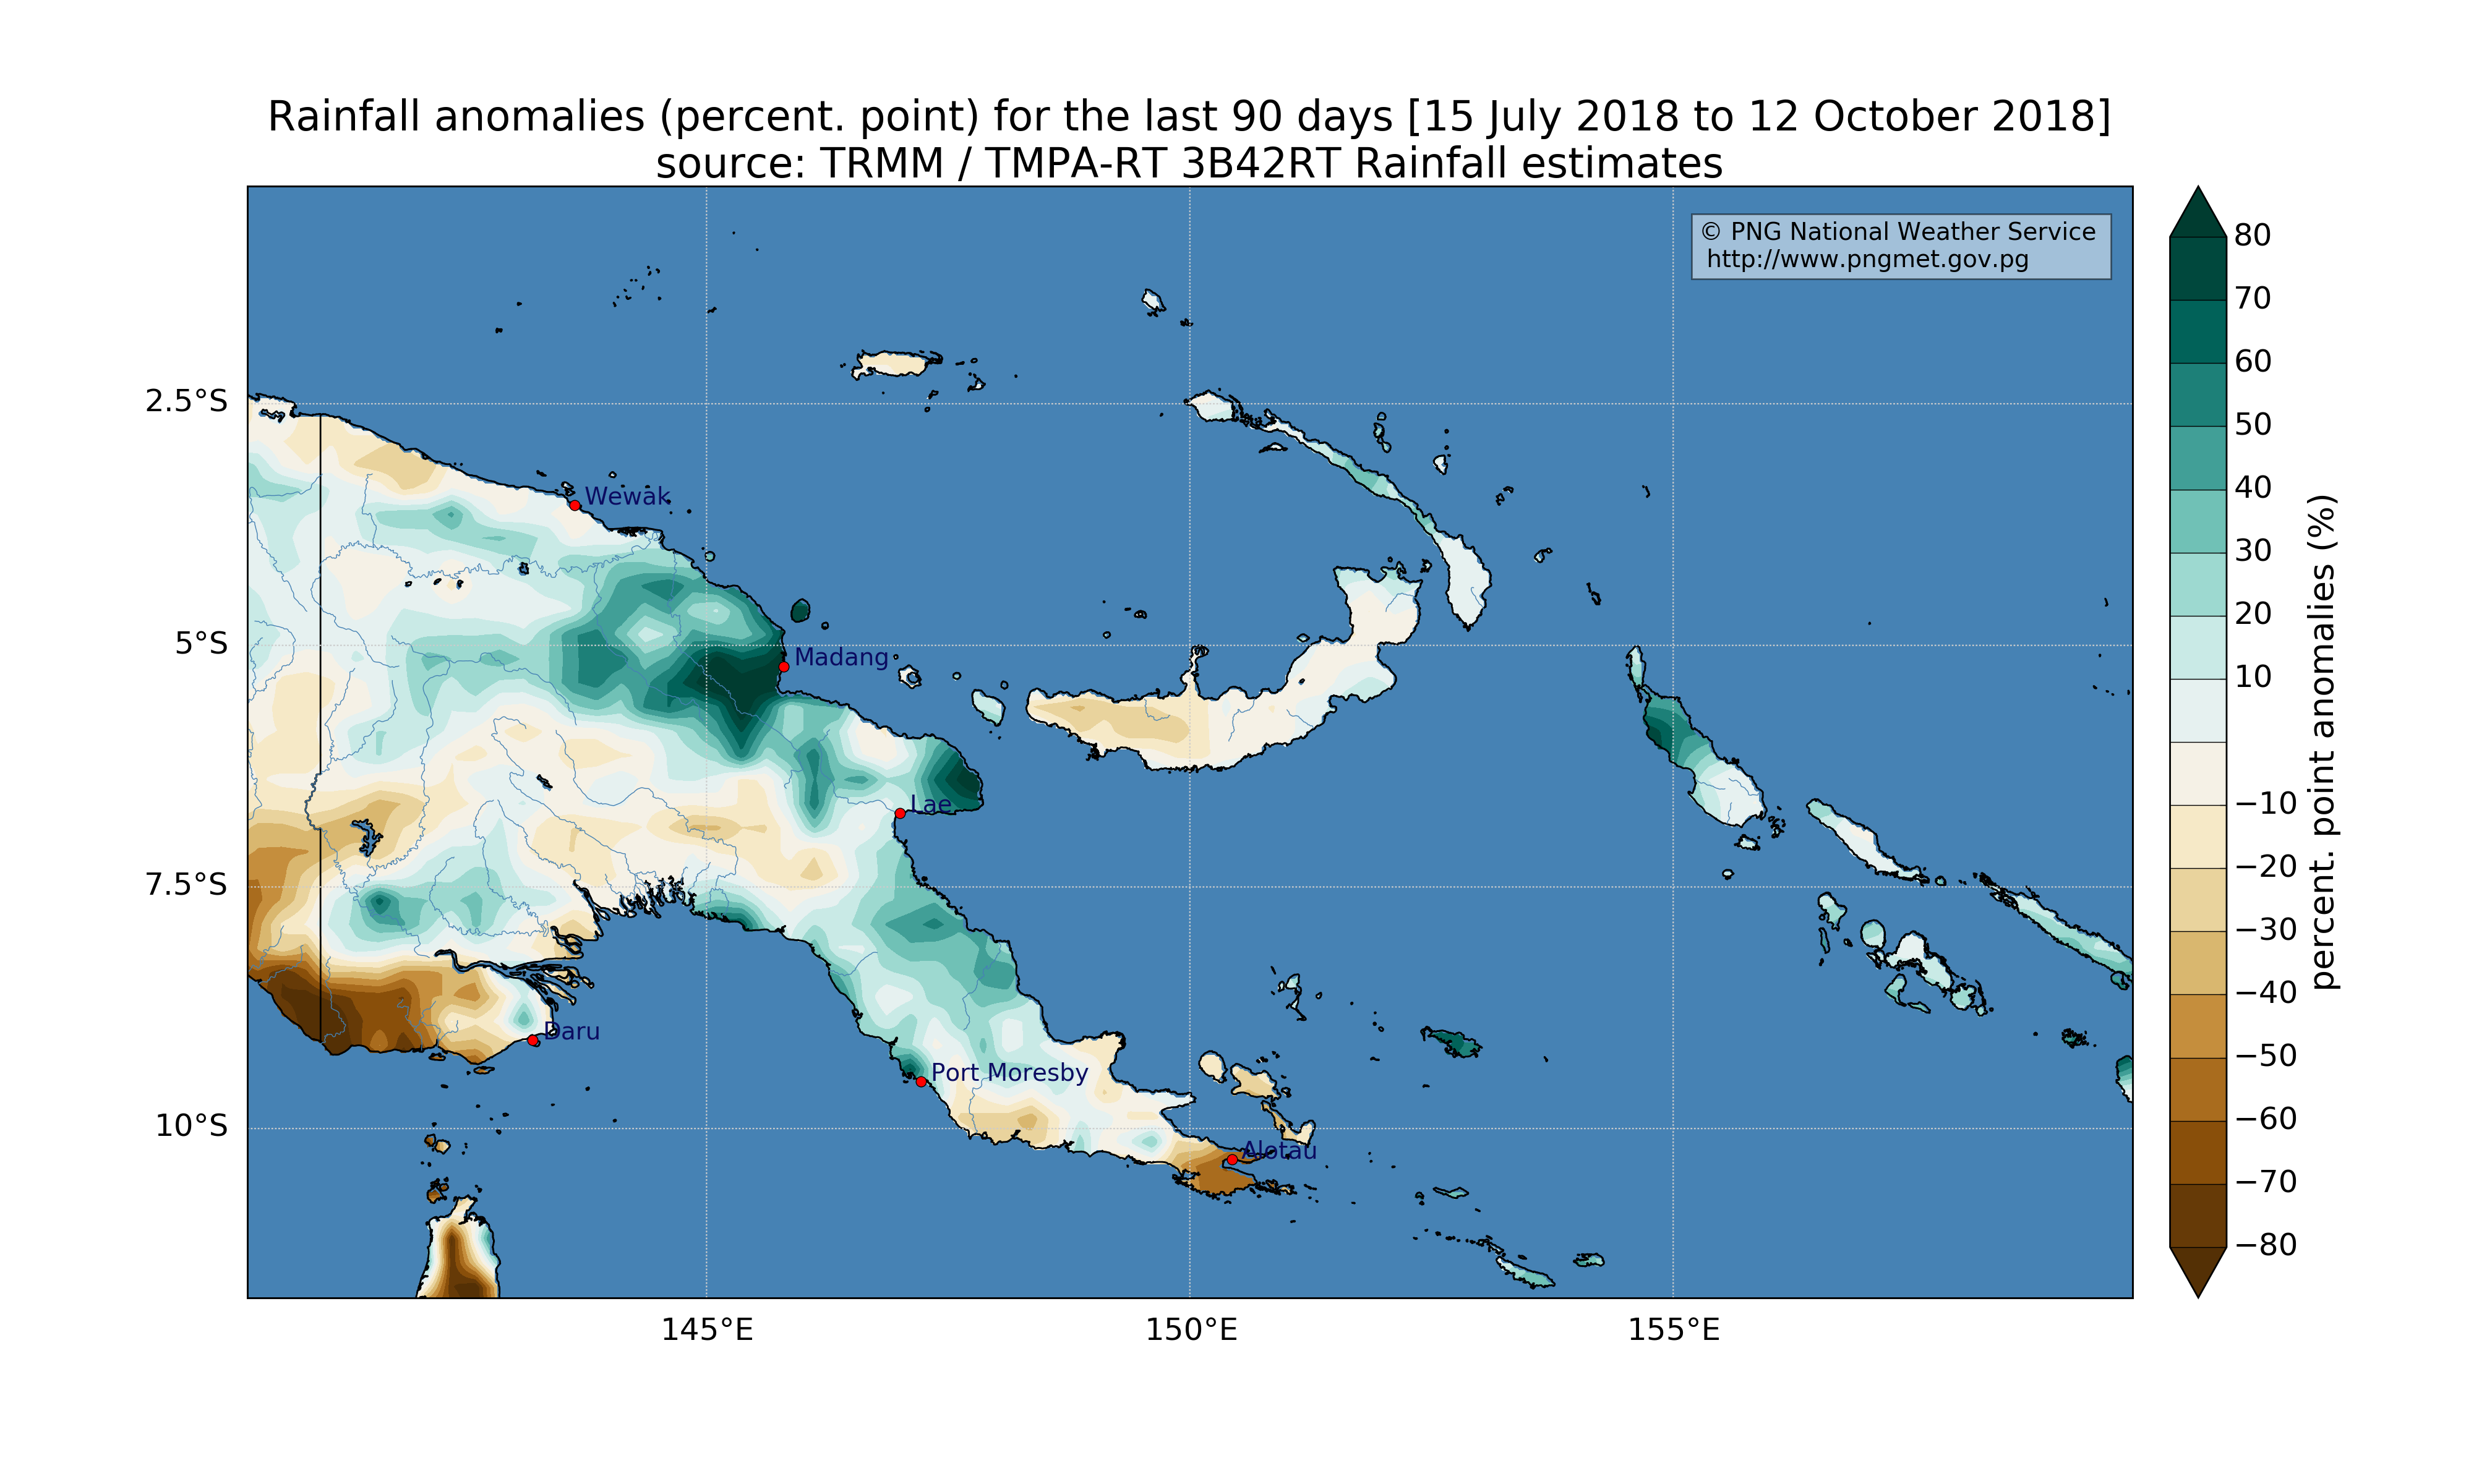 Rainfall anomalies (percent. point) for the last 90 days [15 July 2018 to 12 October 2018]
source: TRMM / TMPA-RT 3B42RT Rainfall estimates
© PNG National Weather Service
http://www.pngmet.gov.pg
2.5°S
5°S
7.5°S
10°S
145°E
150°E
155°E
Wewak
Madang
Lae
Daru
Port Moresby
Alotau
80
70
60
50
40
30
20
10
−10
−20
−30
−40
−50
−60
−70
−80
percent. point anomalies (%)